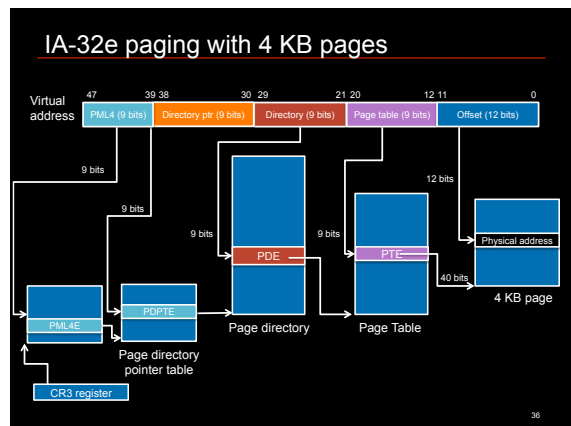 IA-32e paging with 4 KB pages
47 39 38 30 29 21 20 12 11 0
Virtual
address
PML4 (9 bits) Directory ptr (9 bits) Directory (9 bits) Page table (9 bits) Offset (12 bits)
9 bits
12 bits
9 bits
9 bits
9 bits
Physical address
PDE
PTE
40 bits
4 KB page
PDPTE
PML4E
Page directory
Page Table
Page directory
pointer table
CR3 register
36